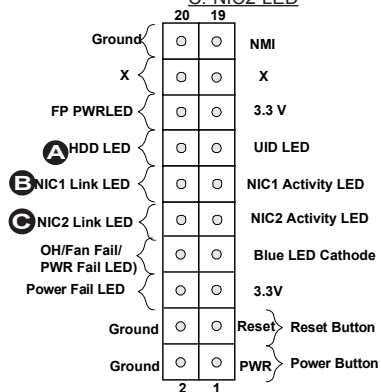 C. NIC2 LED
20 19
Ground NMI
X X
FP PWRLED 3.3 V
A HDD LED UID LED
B NIC1 Link LED NIC1 Activity LED
C NIC2 Link LED NIC2 Activity LED
OH/Fan Fail/
PWR Fail LED) Blue LED Cathode
Power Fail LED 3.3V
Ground Reset Reset Button
Ground PWR Power Button
2 1